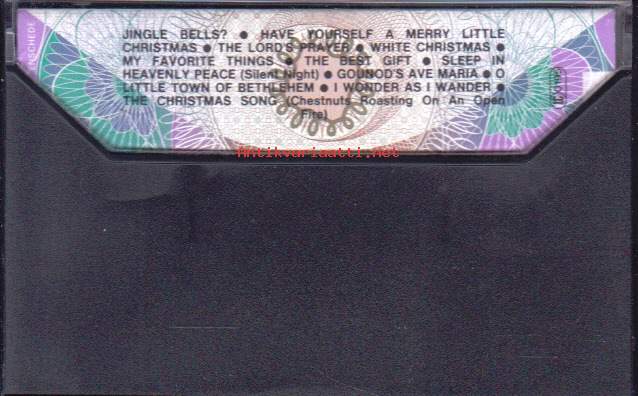 JINGLE BELLS? ● HAVE YOURSELF A MERRY LITTLE
CHRISTMAS ● THE LORD'S PRAYER ● WHITE CHRISTMAS ●
MY FAVORITE THINGS ● THE BEST GIFT ● SLEEP IN
HEAVENLY PEACE (Silent Night) ● GOUNOD'S AVE MARIA ● O
LITTLE TOWN OF BETHLEHEM ● I WONDER AS I WANDER ●
THE CHRISTMAS SONG (Chestnuts Roasting On An Open
Fire)
Antikvariaatti.net